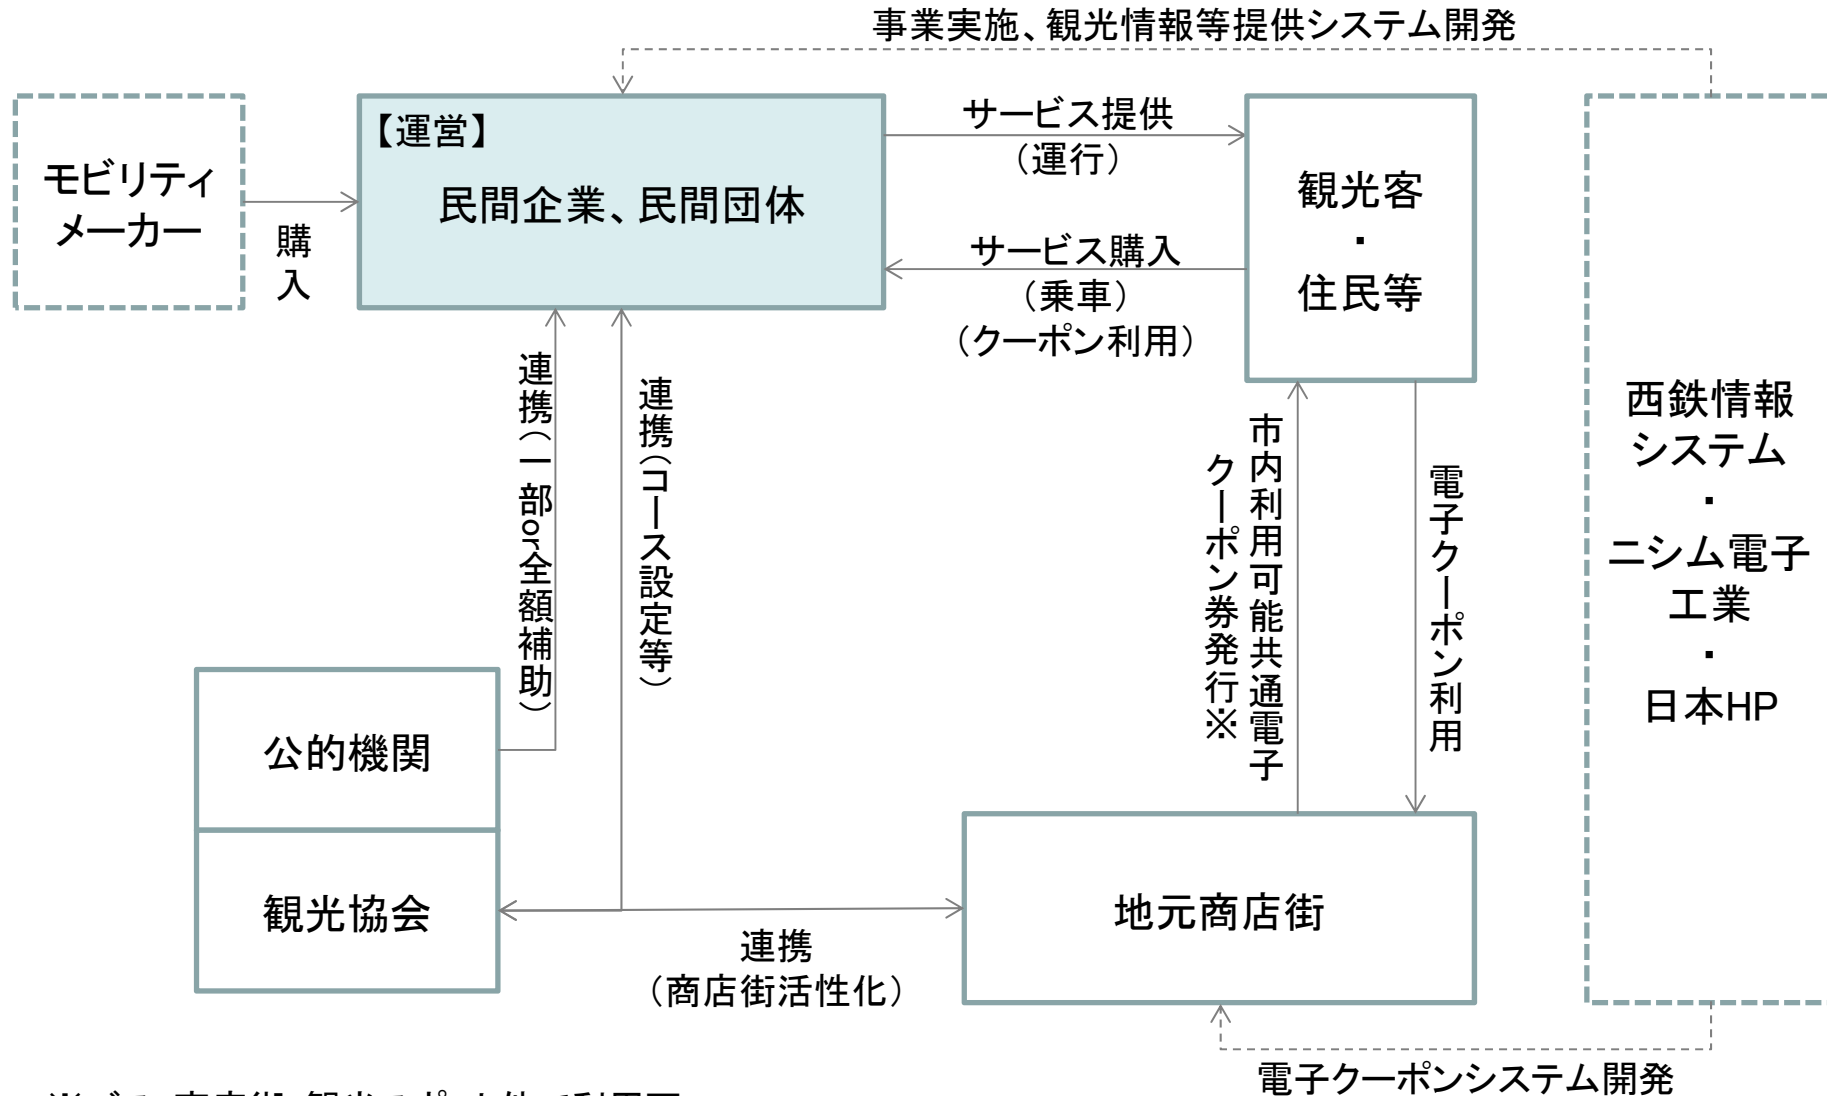 事業実施、観光情報等提供システム開発
モビリティ
メーカー
購入
【運営】
民間企業、民間団体
サービス提供
（運行）
サービス購入
（乗車）
（クーポン利用）
観光客
・
住民等
西鉄情報
システム
・
ニシム電子
工業
・
日本HP
連携（一部or全額補助）
連携（コース設定等）
市内利用可能共通電子
クーポン券発行※
電子クーポン利用
公的機関
観光協会
連携
（商店街活性化）
地元商店街
電子クーポンシステム開発